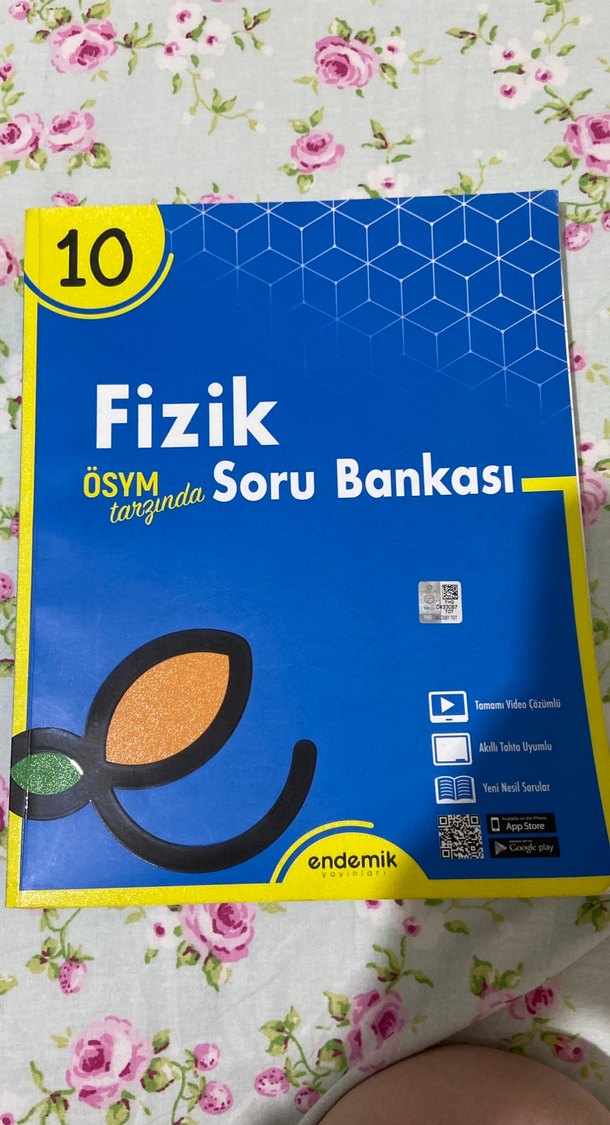 10
Fizik
ÖSYM tarzında Soru Bankası
Tamamı Video Çözümlü
Akıllı Tahta Uyumlu
Yeni Nesil Sorular
App Store
Google play
endemik
yayınları